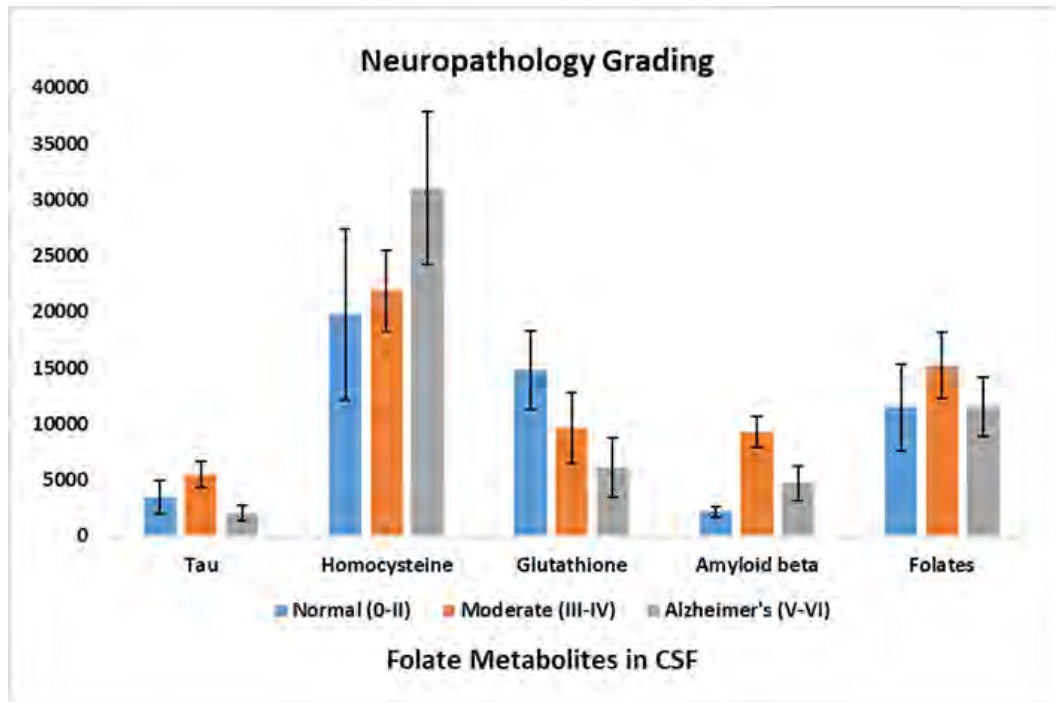 Neuropathology Grading
40000
35000
30000
25000
20000
15000
10000
5000
0
Tau Homocysteine Glutathione Amyloid beta Folates
Normal (0-II) Moderate (III-IV) Alzheimer's (V-VI)
Folate Metabolites in CSF